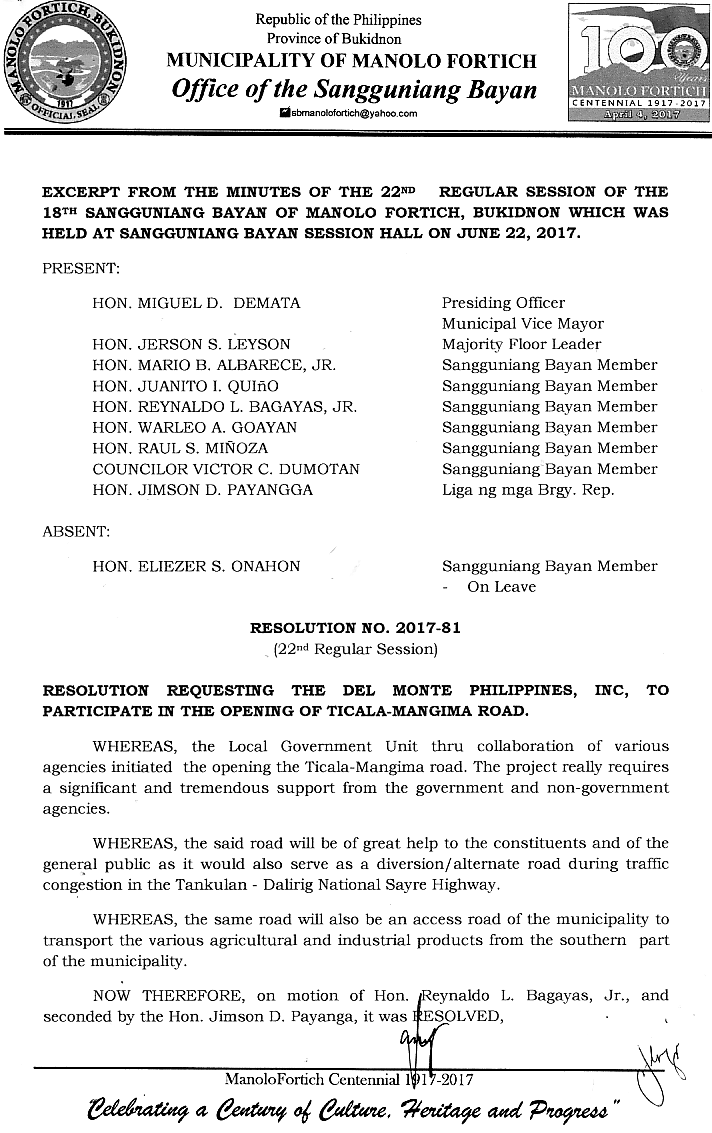 MANOLO FORTICH, BUKIDNON
1917
OFFICIAL SEAL
Republic of the Philippines
Province of Bukidnon
MUNICIPALITY OF MANOLO FORTICH
Office of the Sangguniang Bayan
sbmanolofortich@yahoo.com
100
Years
MANOLO FORTICH
CENTENNIAL 1917-2017
April 4, 2017
EXCERPT FROM THE MINUTES OF THE 22ND REGULAR SESSION OF THE
18TH SANGGUNIANG BAYAN OF MANOLO FORTICH, BUKIDNON WHICH WAS
HELD AT SANGGUNIANG BAYAN SESSION HALL ON JUNE 22, 2017.
PRESENT:
HON. MIGUEL D. DEMATA Presiding Officer
Municipal Vice Mayor
HON. JERSON S. LEYSON Majority Floor Leader
HON. MARIO B. ALBARECE, JR. Sangguniang Bayan Member
HON. JUANITO I. QUIñO Sangguniang Bayan Member
HON. REYNALDO L. BAGAYAS, JR. Sangguniang Bayan Member
HON. WARLEO A. GOAYAN Sangguniang Bayan Member
HON. RAUL S. MIÑOZA Sangguniang Bayan Member
COUNCILOR VICTOR C. DUMOTAN Sangguniang Bayan Member
HON. JIMSON D. PAYANGGA Liga ng mga Brgy. Rep.
ABSENT:
HON. ELIEZER S. ONAHON Sangguniang Bayan Member
- On Leave
RESOLUTION NO. 2017-81
(22nd Regular Session)
RESOLUTION REQUESTING THE DEL MONTE PHILIPPINES, INC, TO
PARTICIPATE IN THE OPENING OF TICALA-MANGIMA ROAD.
WHEREAS, the Local Government Unit thru collaboration of various
agencies initiated the opening the Ticala-Mangima road. The project really requires
a significant and tremendous support from the government and non-government
agencies.
WHEREAS, the said road will be of great help to the constituents and of the
general public as it would also serve as a diversion/alternate road during traffic
congestion in the Tankulan - Dalirig National Sayre Highway.
WHEREAS, the same road will also be an access road of the municipality to
transport the various agricultural and industrial products from the southern part
of the municipality.
NOW THEREFORE, on motion of Hon. Reynaldo L. Bagayas, Jr., and
seconded by the Hon. Jimson D. Payanga, it was RESOLVED,
ManoloFortich Centennial 1917-2017
"Celebrating a Century of Culture, Heritage and Progress"